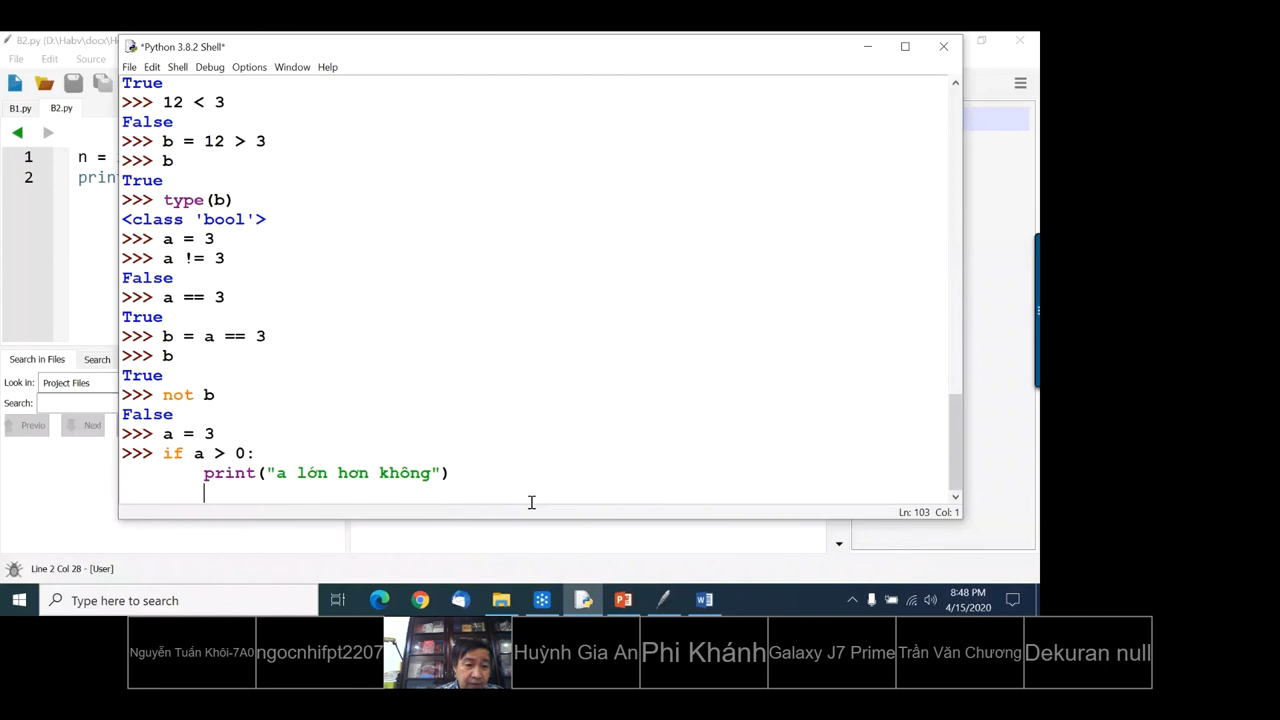 B2.py (D:\Habv\docx\H
*Python 3.8.2 Shell*
File Edit Source
File Edit Shell Debug Options Window Help
True
>>> 12 < 3
False
>>> b = 12 > 3
>>> b
True
>>> type(b)
<class 'bool'>
>>> a = 3
>>> a != 3
False
>>> a == 3
True
>>> b = a == 3
>>> b
True
>>> not b
False
>>> a = 3
>>> if a > 0:
print("a lớn hơn không")
Ln: 103 Col: 1
B1.py B2.py
1 n =
2 prin
Search in Files Search
Look in: Project Files
Search:
Previo Next
Line 2 Col 28 - [User]
Type here to search
8:48 PM
4/15/2020
Nguyễn Tuấn Khôi-7A0
ngocnhifpt2207
Huỳnh Gia An
Phi Khánh
Galaxy J7 Prime
Trần Văn Chương
Dekuran null